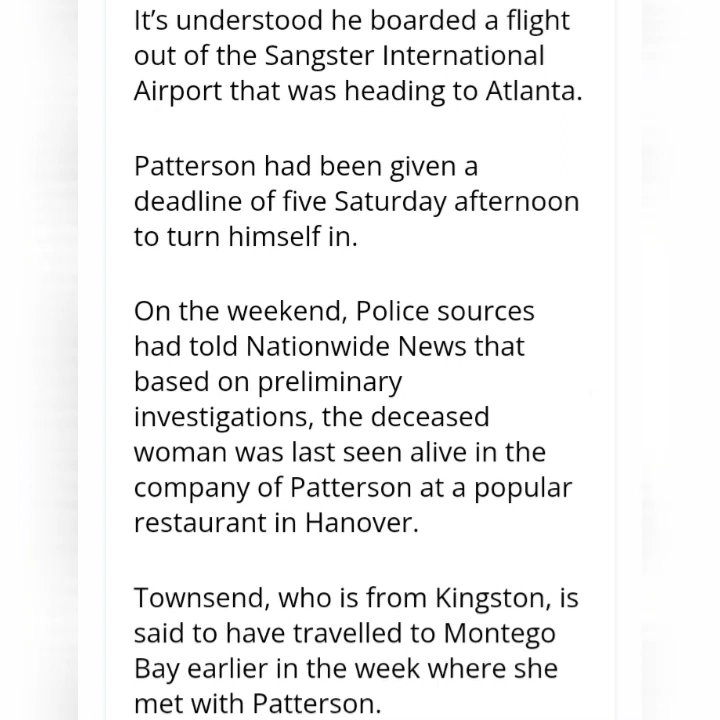 It’s understood he boarded a flight
out of the Sangster International
Airport that was heading to Atlanta.
Patterson had been given a
deadline of five Saturday afternoon
to turn himself in.
On the weekend, Police sources
had told Nationwide News that
based on preliminary
investigations, the deceased
woman was last seen alive in the
company of Patterson at a popular
restaurant in Hanover.
Townsend, who is from Kingston, is
said to have travelled to Montego
Bay earlier in the week where she
met with Patterson.